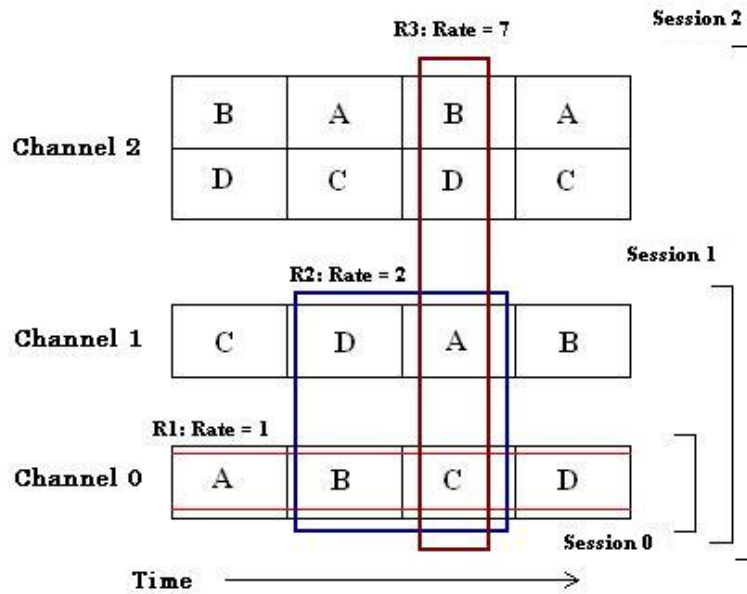 Session 2
R3: Rate = 7
B A B A
Channel 2
D C D C
Session 1
R2: Rate = 2
Channel 1
C D A B
R1: Rate = 1
Channel 0
A B C D
Session 0
Time